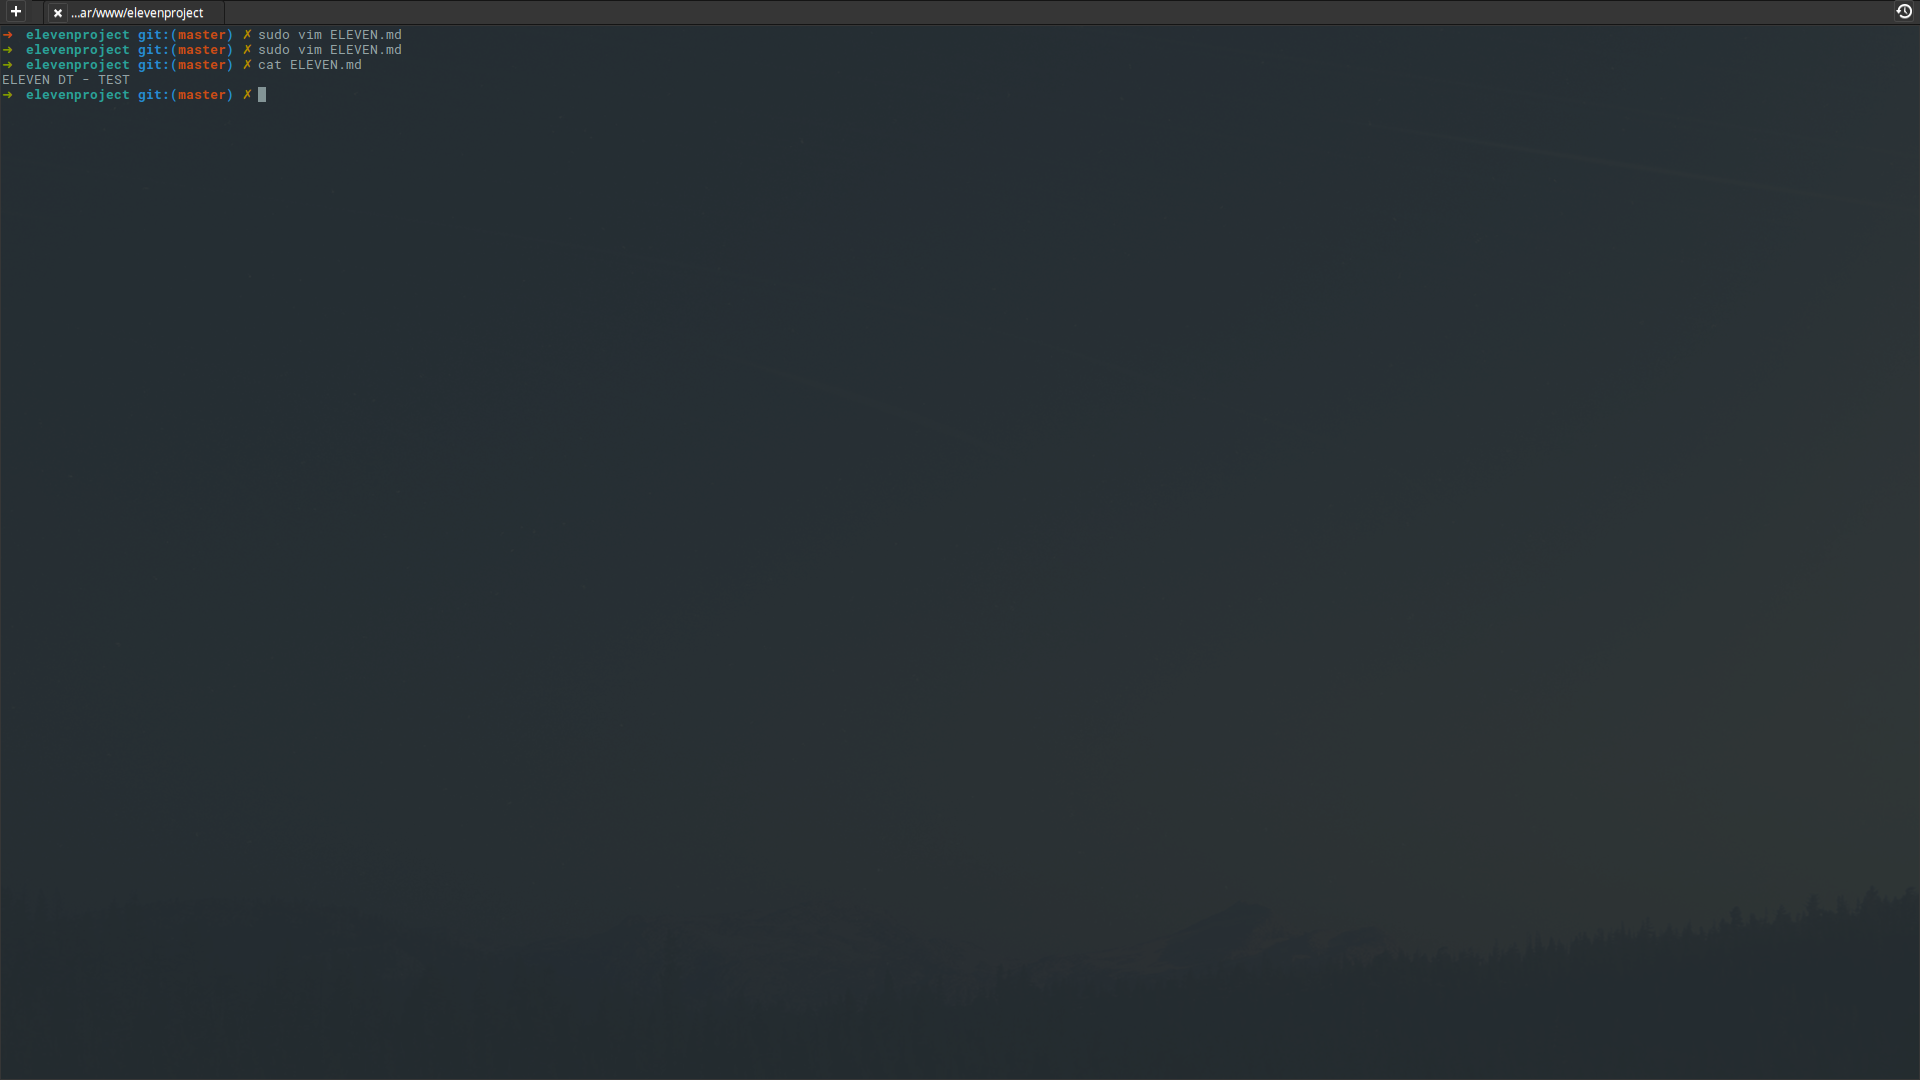 ...ar/www/elevenproject
➜ elevenproject git:(master) ✗ sudo vim ELEVEN.md
➜ elevenproject git:(master) ✗ sudo vim ELEVEN.md
➜ elevenproject git:(master) ✗ cat ELEVEN.md
ELEVEN DT - TEST
➜ elevenproject git:(master) ✗